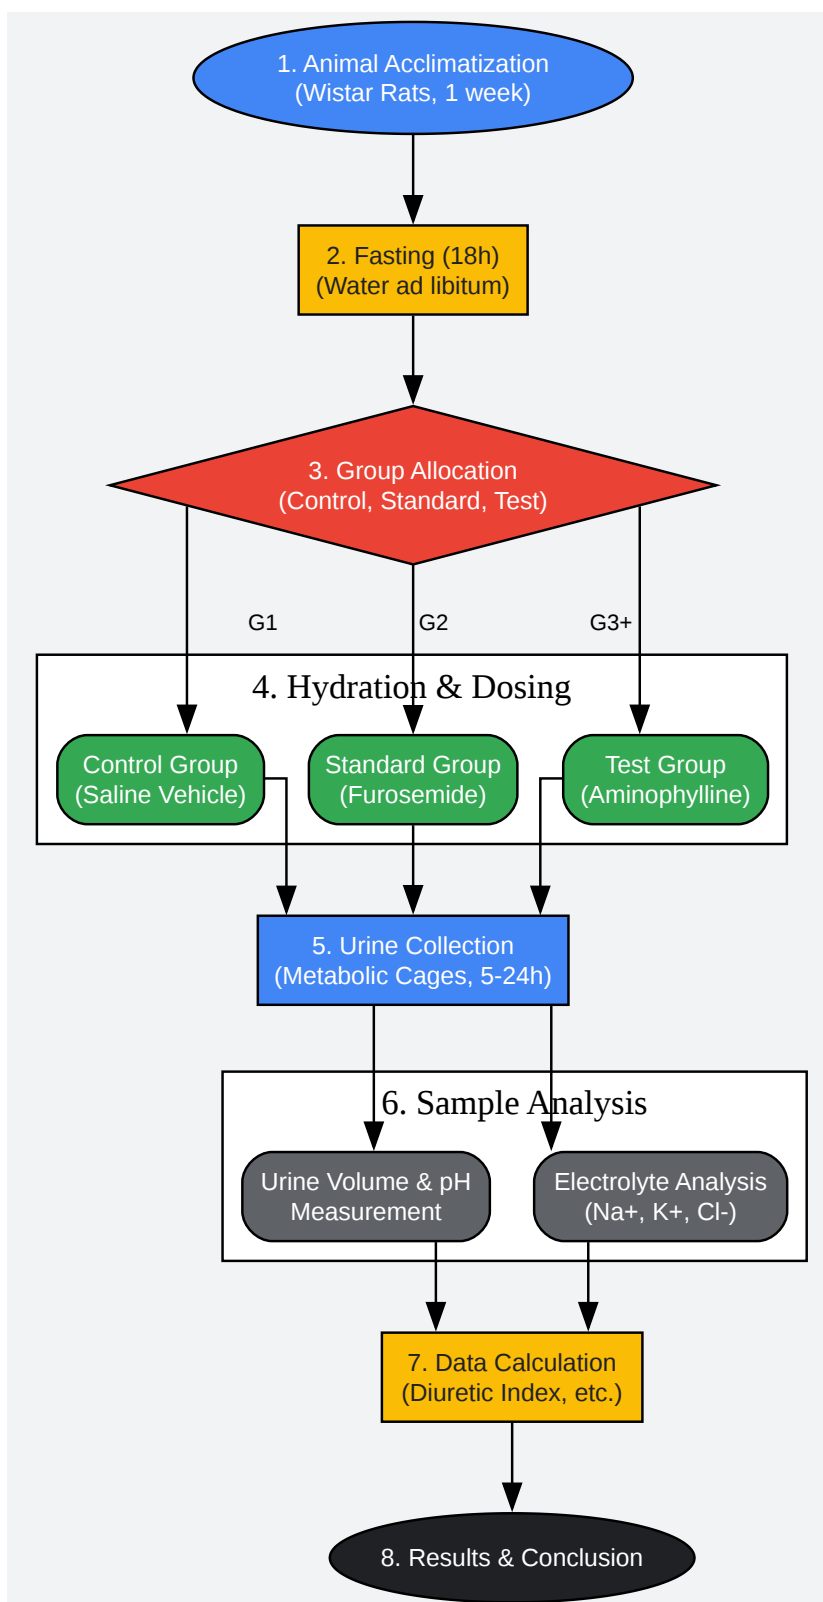 1. Animal Acclimatization
(Wistar Rats, 1 week)
2. Fasting (18h)
(Water ad libitum)
3. Group Allocation
(Control, Standard, Test)
G1
G2
G3+
4. Hydration & Dosing
Control Group
(Saline Vehicle)
Standard Group
(Furosemide)
Test Group
(Aminophylline)
5. Urine Collection
(Metabolic Cages, 5-24h)
6. Sample Analysis
Urine Volume & pH
Measurement
Electrolyte Analysis
(Na+, K+, Cl-)
7. Data Calculation
(Diuretic Index, etc.)
8. Results & Conclusion